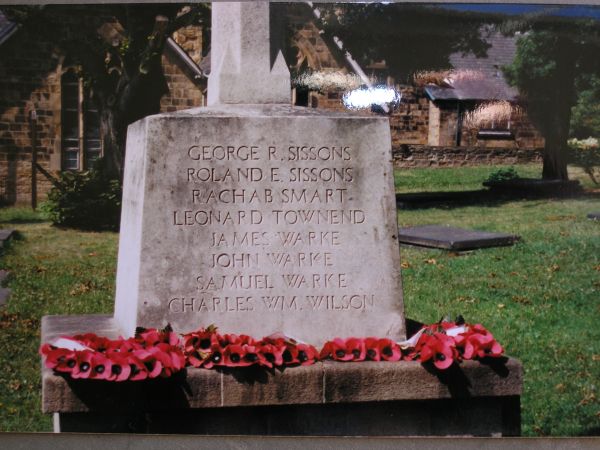 GEORGE R. SISSONS
ROLAND E. SISSONS
RACHAB SMART
LEONARD TOWNEND
JAMES WARKE
JOHN WARKE
SAMUEL WARKE
CHARLES WM. WILSON